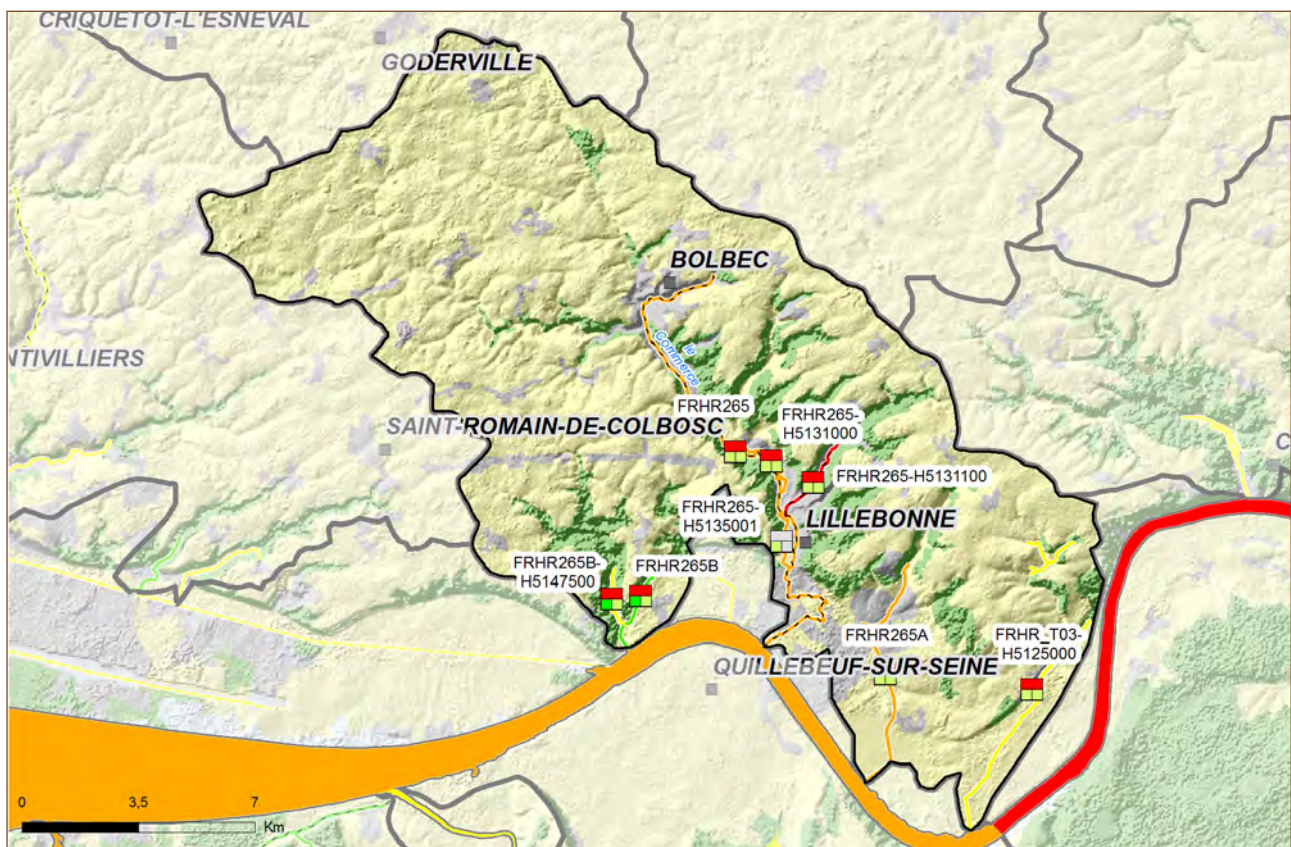 CRIQUETOT-L'ESNEVAL
GODERVILLE
BOLBEC
le
Commerce
NTIVILLIERS
FRHR265
FRHR265-
H5131000
SAINT-ROMAIN-DE-COLBOSC
C
FRHR265-H5131100
FRHR265-
H5135001
LILLEBONNE
FRHR265B-
H5147500
FRHR265B
FRHR265A
FRHR_T03-
H5125000
QUILLEBEUF-SUR-SEINE
0 3,5 7
Km